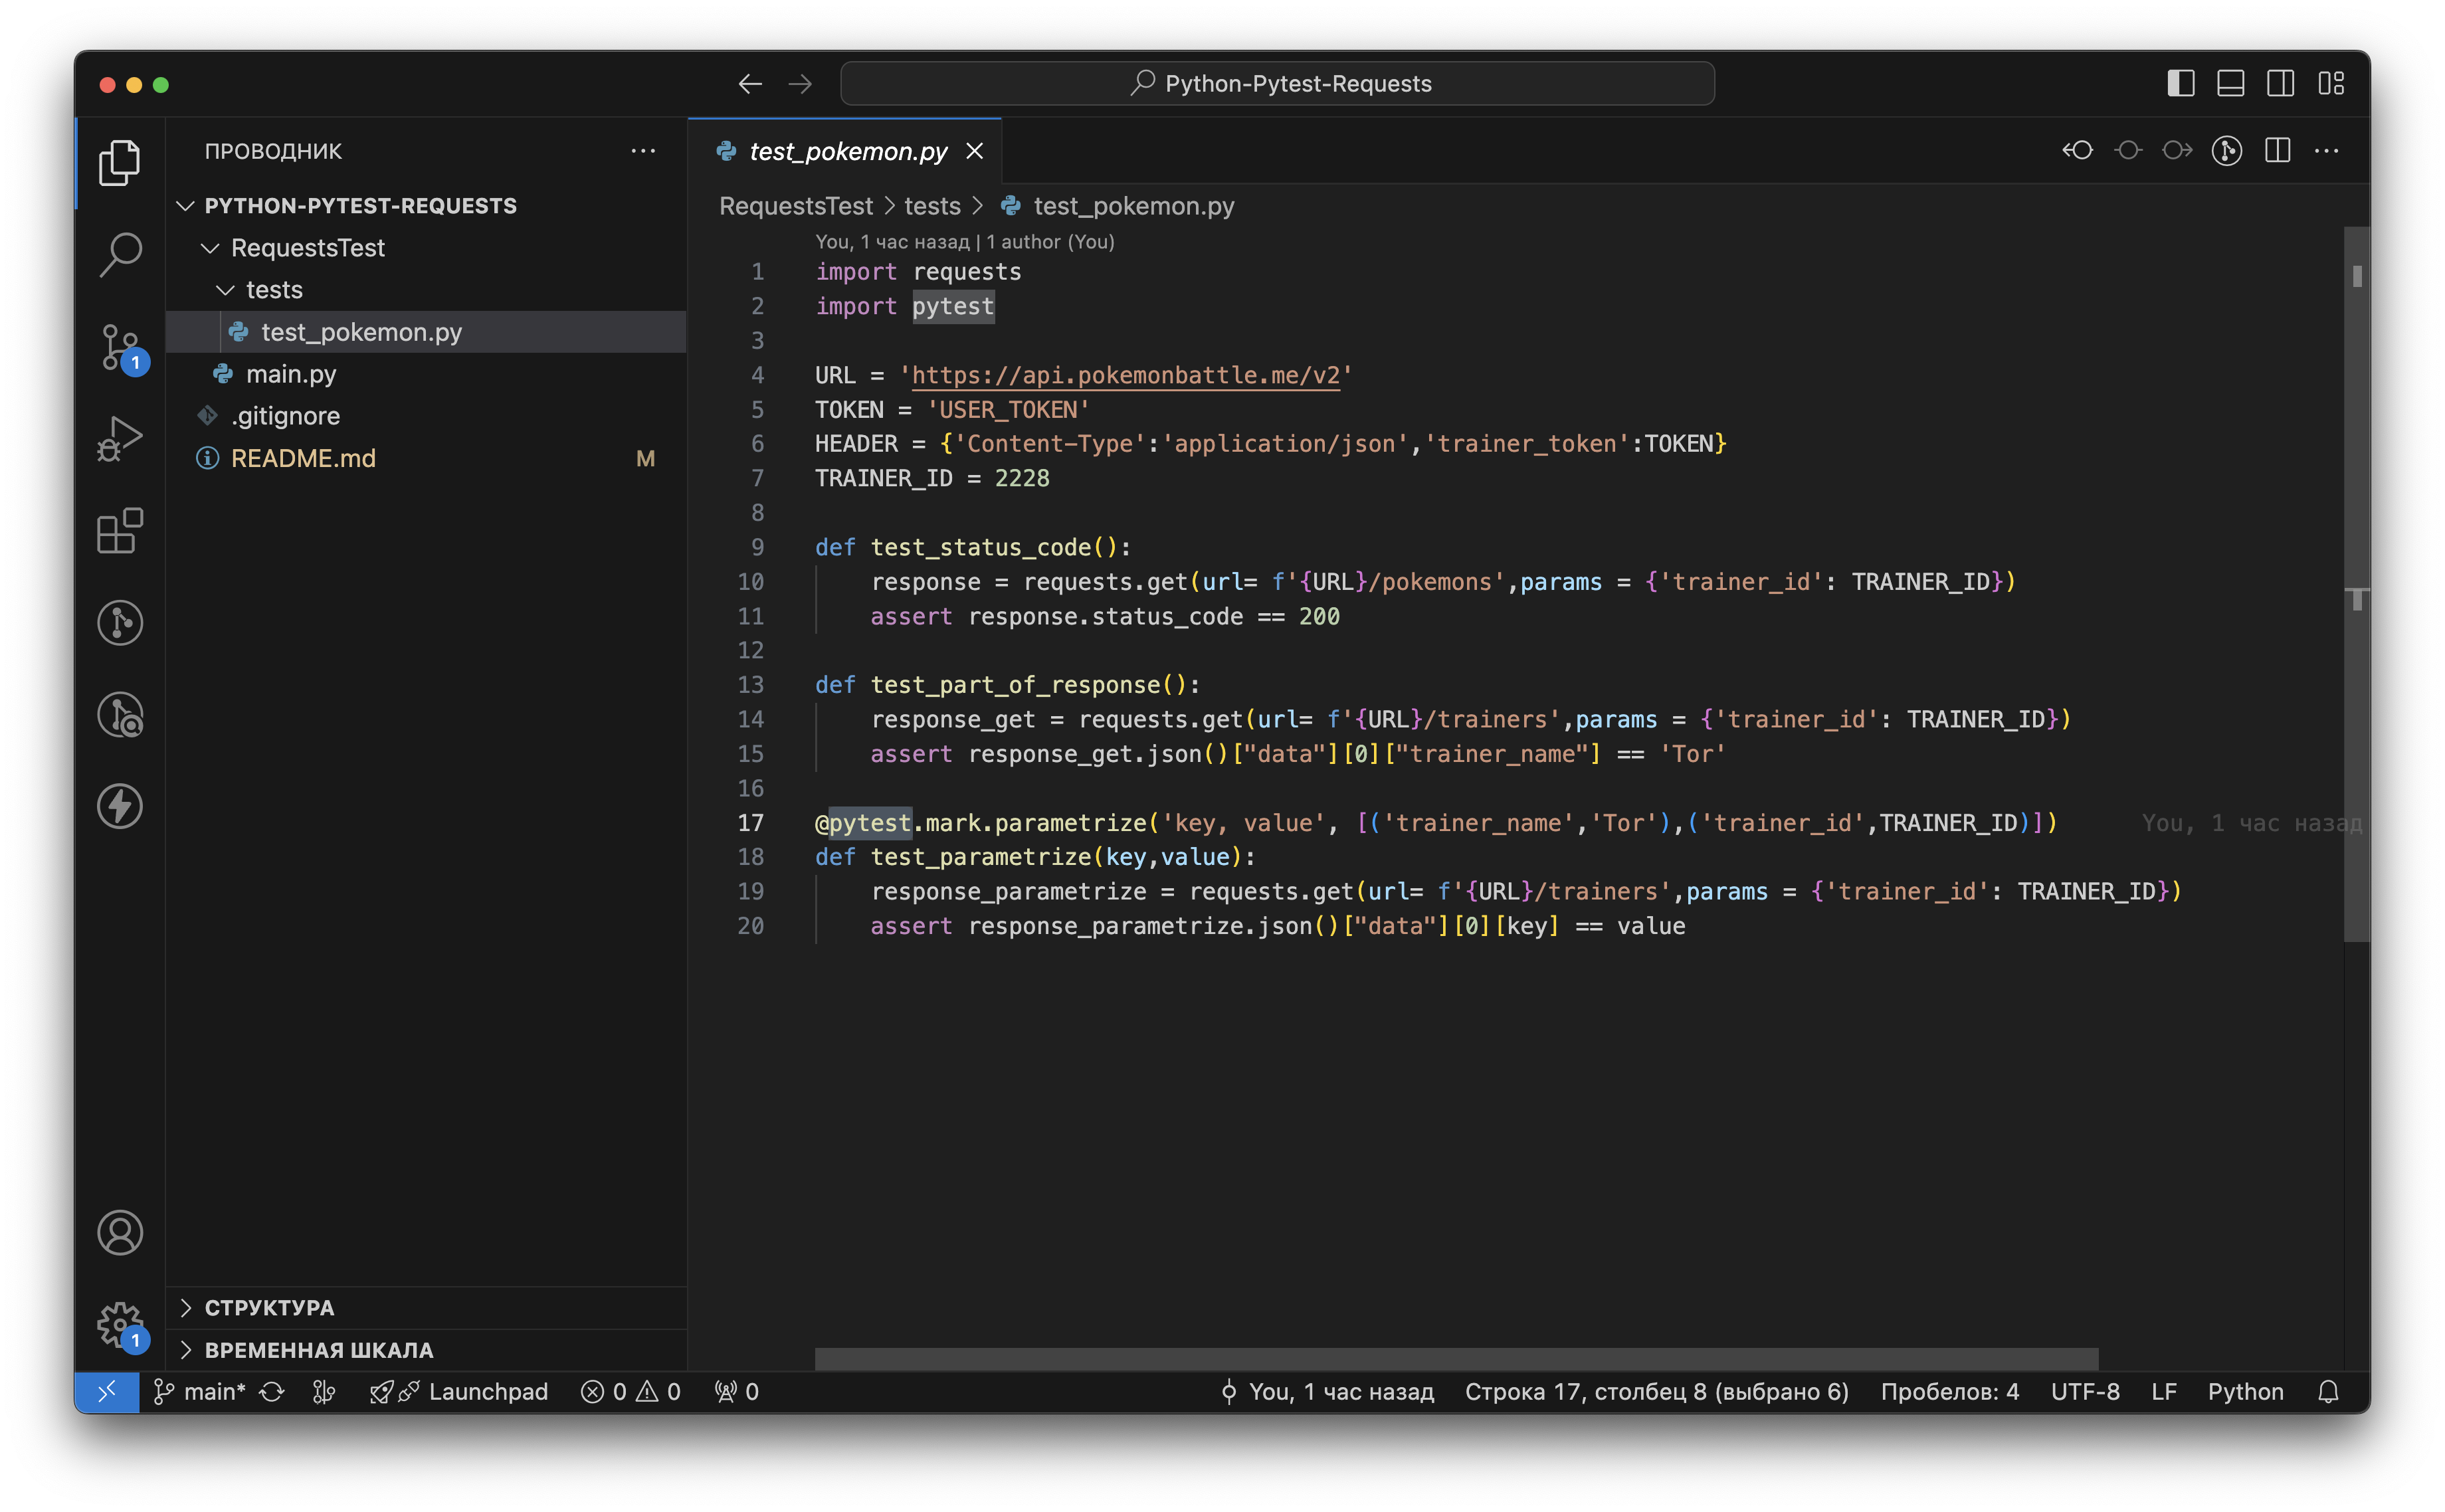 Python-Pytest-Requests
ПРОВОДНИК
PYTHON-PYTEST-REQUESTS
RequestsTest
tests
test_pokemon.py
main.py
.gitignore
README.md M
СТРУКТУРА
ВРЕМЕННАЯ ШКАЛА
test_pokemon.py
RequestsTest > tests > test_pokemon.py
You, 1 час назад | 1 author (You)
1 import requests
2 import pytest
3
4 URL = 'https://api.pokemonbattle.me/v2'
5 TOKEN = 'USER_TOKEN'
6 HEADER = {'Content-Type':'application/json','trainer_token':TOKEN}
7 TRAINER_ID = 2228
8
9 def test_status_code():
10     response = requests.get(url= f'{URL}/pokemons',params = {'trainer_id': TRAINER_ID})
11     assert response.status_code == 200
12
13 def test_part_of_response():
14     response_get = requests.get(url= f'{URL}/trainers',params = {'trainer_id': TRAINER_ID})
15     assert response_get.json()["data"][0]["trainer_name"] == 'Tor'
16
17 @pytest.mark.parametrize('key, value', [('trainer_name','Tor'),('trainer_id',TRAINER_ID)]) You, 1 час назад
18 def test_parametrize(key,value):
19     response_parametrize = requests.get(url= f'{URL}/trainers',params = {'trainer_id': TRAINER_ID})
20     assert response_parametrize.json()["data"][0][key] == value
1
1
main* Launchpad 0 0 0 You, 1 час назад Строка 17, столбец 8 (выбрано 6) Пробелов: 4 UTF-8 LF Python